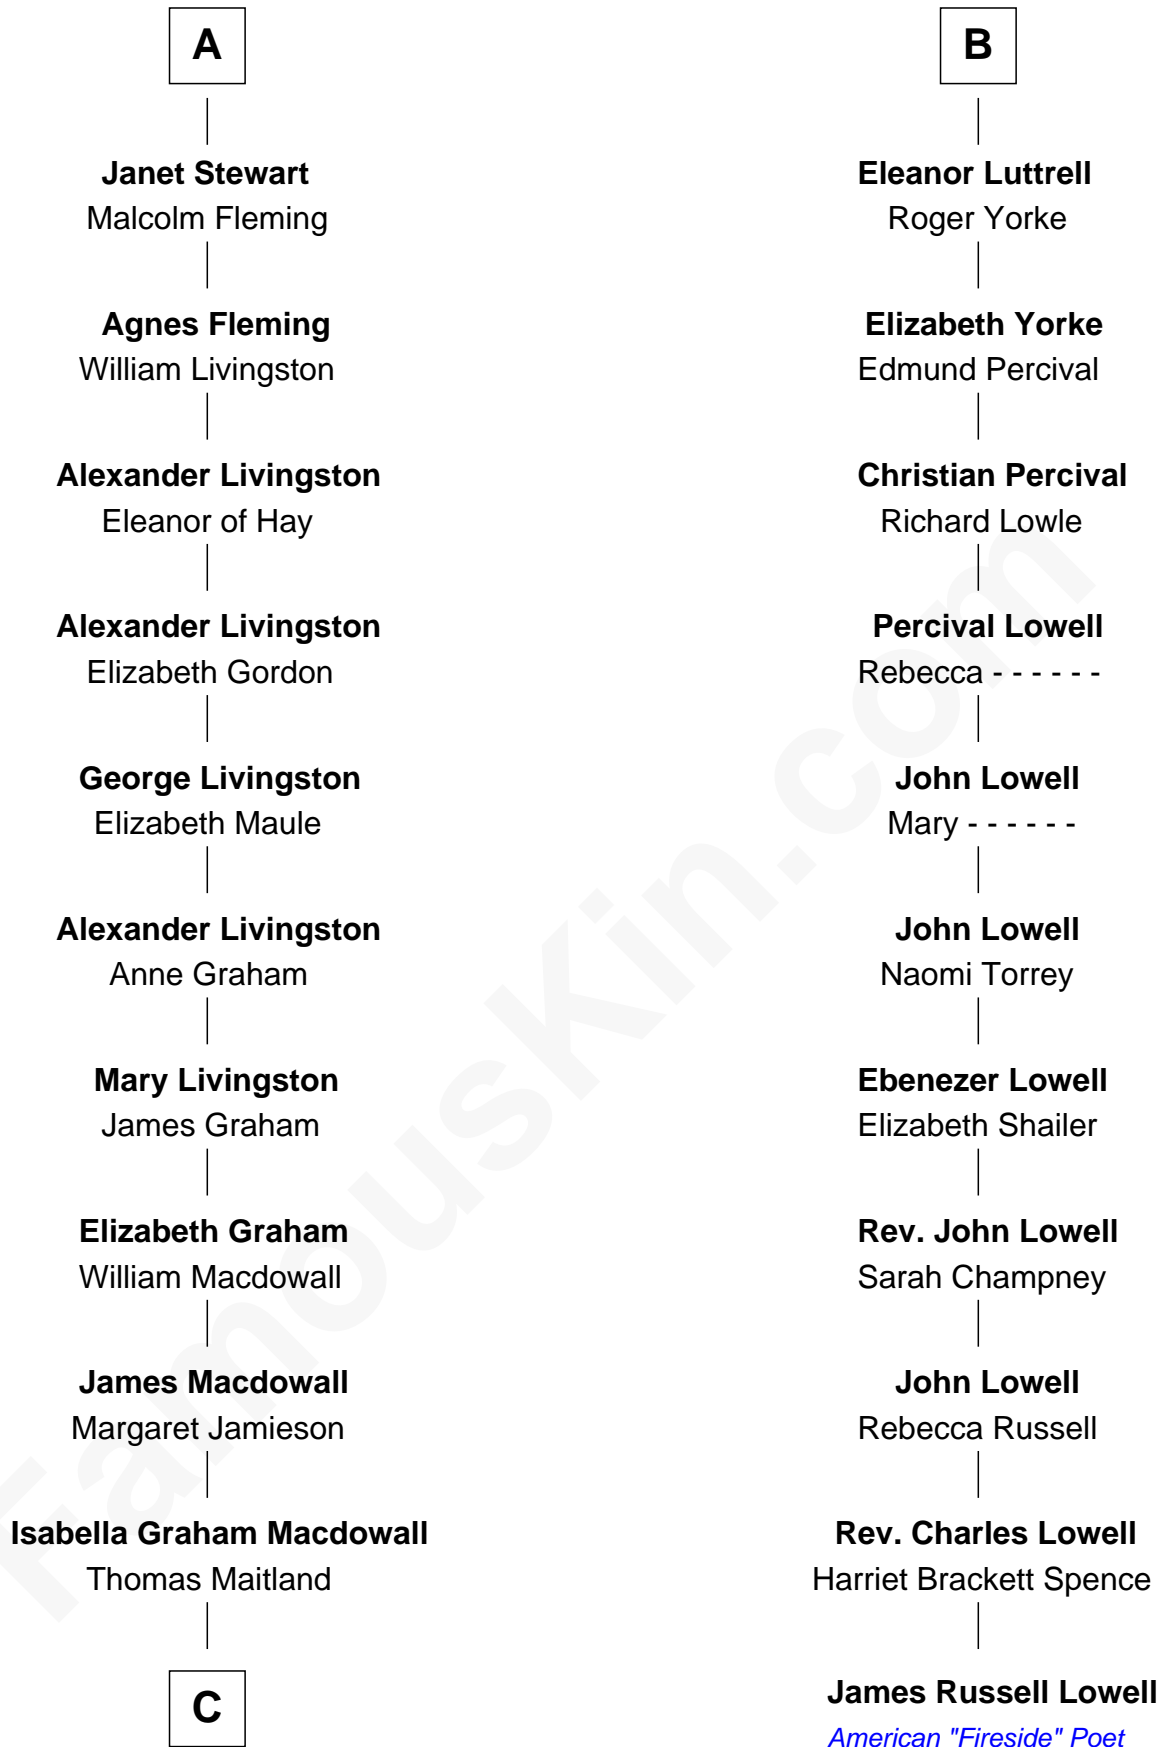 A
Janet Stewart
Malcolm Fleming
Agnes Fleming
William Livingston
Alexander Livingston
Eleanor of Hay
Alexander Livingston
Elizabeth Gordon
George Livingston
Elizabeth Maule
Alexander Livingston
Anne Graham
Mary Livingston
James Graham
Elizabeth Graham
William Macdowall
James Macdowall
Margaret Jamieson
Isabella Graham Macdowall
Thomas Maitland
C
B
Eleanor Luttrell
Roger Yorke
Elizabeth Yorke
Edmund Percival
Christian Percival
Richard Lowle
Percival Lowell
Rebecca - - - - - -
John Lowell
Mary - - - - - -
John Lowell
Naomi Torrey
Ebenezer Lowell
Elizabeth Shailer
Rev. John Lowell
Sarah Champney
John Lowell
Rebecca Russell
Rev. Charles Lowell
Harriet Brackett Spence
James Russell Lowell
American "Fireside" Poet
FamousKin.com